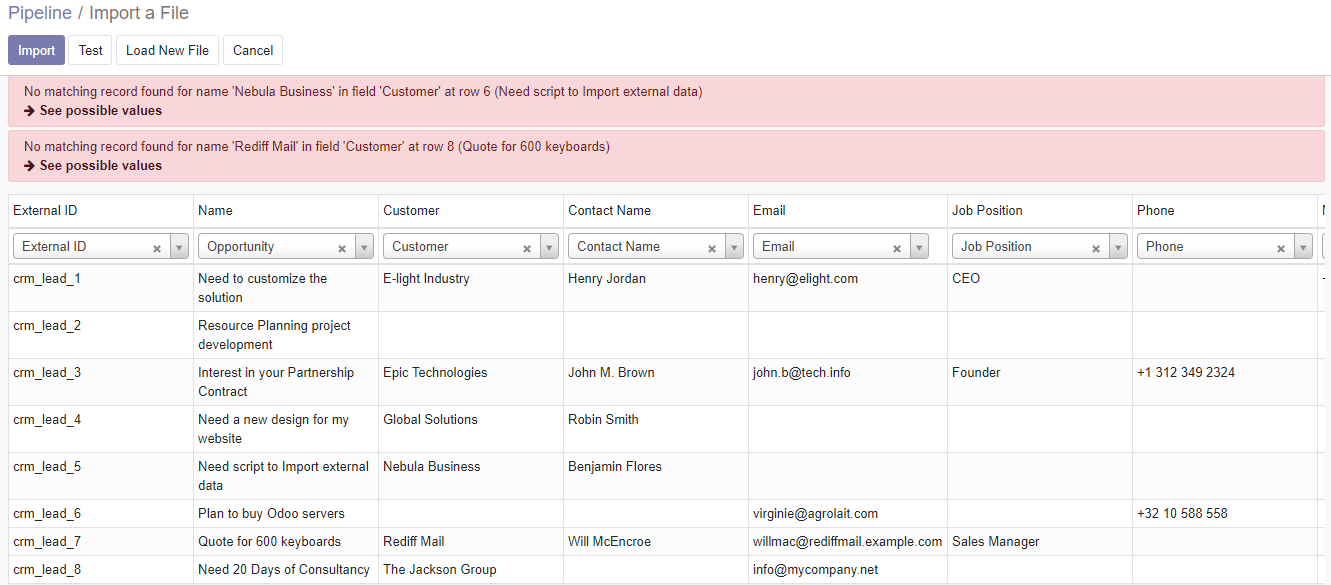 Pipeline / Import a File
Import Test Load New File Cancel
No matching record found for name 'Nebula Business' in field 'Customer' at row 6 (Need script to Import external data)
→ See possible values
No matching record found for name 'Rediff Mail' in field 'Customer' at row 8 (Quote for 600 keyboards)
→ See possible values
External ID Name Customer Contact Name Email Job Position Phone
External ID × Opportunity × Customer × Contact Name × Email × Job Position × Phone ×
crm_lead_1 Need to customize the E-light Industry Henry Jordan henry@elight.com CEO
solution
crm_lead_2 Resource Planning project
development
crm_lead_3 Interest in your Partnership Epic Technologies John M. Brown john.b@tech.info Founder +1 312 349 2324
Contract
crm_lead_4 Need a new design for my Global Solutions Robin Smith
website
crm_lead_5 Need script to Import external Nebula Business Benjamin Flores
data
crm_lead_6 Plan to buy Odoo servers virginie@agrolait.com +32 10 588 558
crm_lead_7 Quote for 600 keyboards Rediff Mail Will McEncroe willmac@rediffmail.example.com Sales Manager
crm_lead_8 Need 20 Days of Consultancy The Jackson Group info@mycompany.net